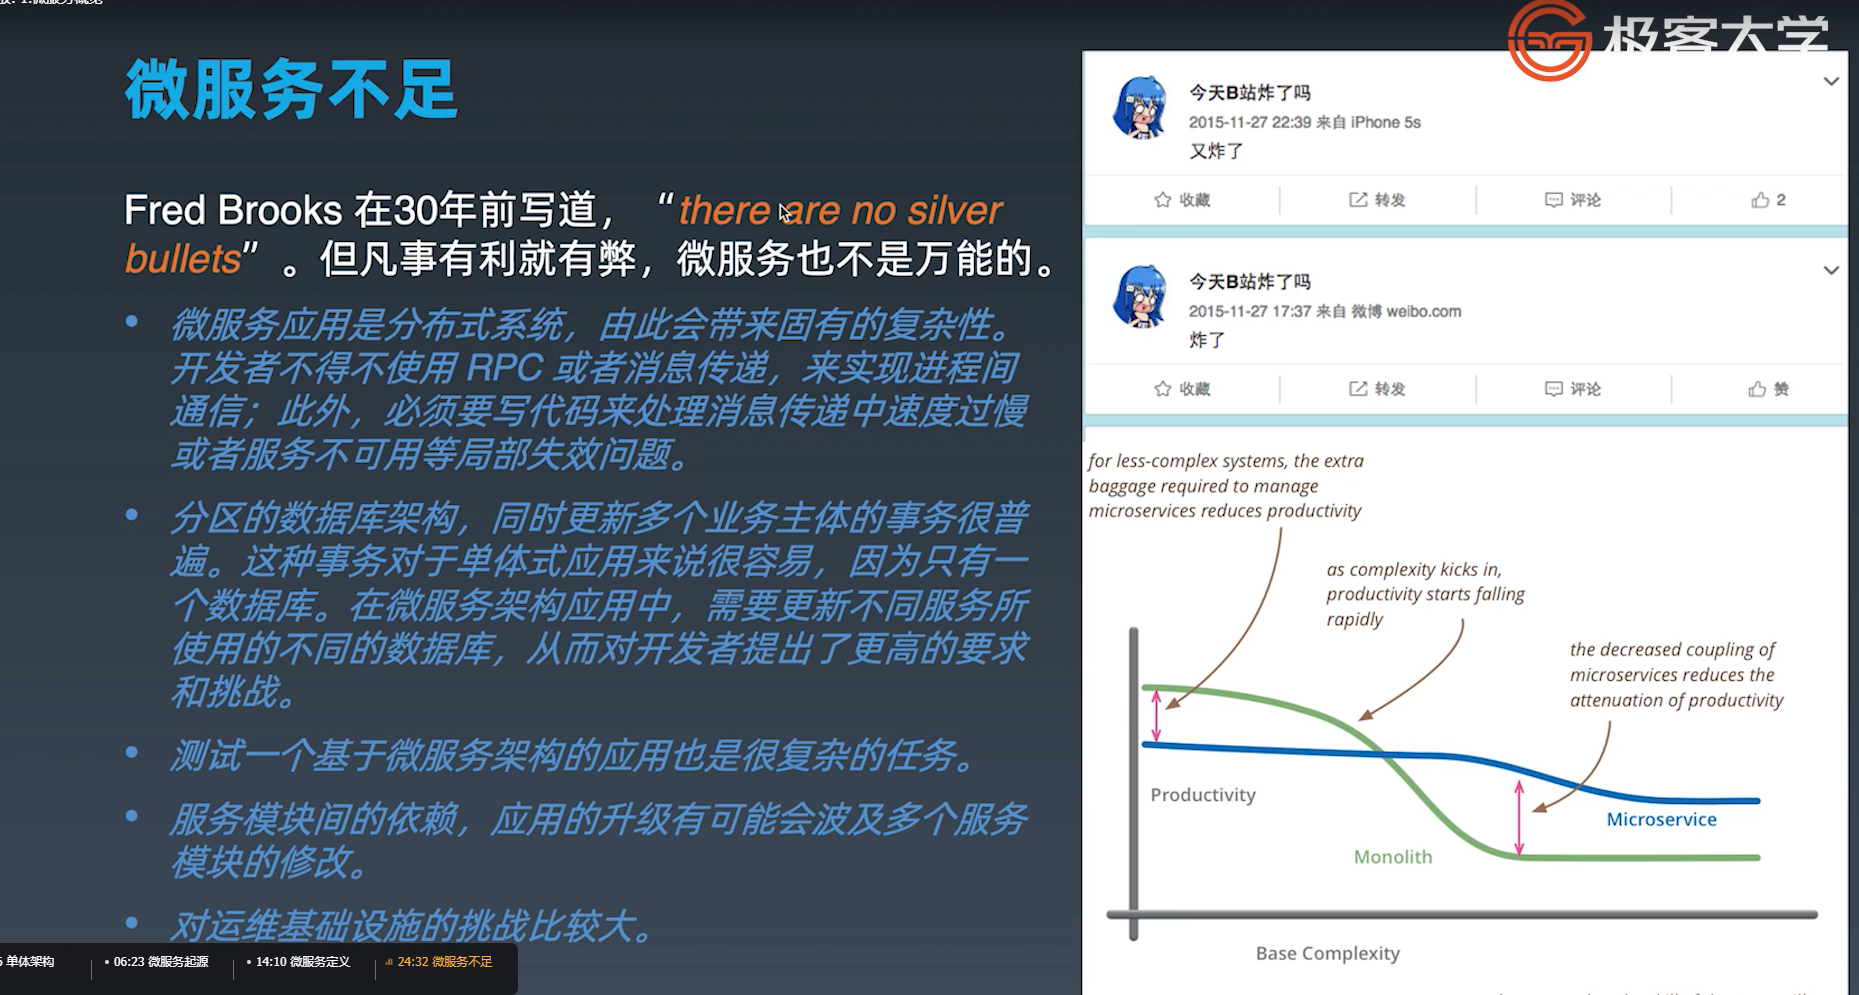 微服务概览
极客大学
微服务不足
Fred Brooks 在30年前写道，“there are no silver
bullets”。但凡事有利就有弊，微服务也不是万能的。
• 微服务应用是分布式系统，由此会带来固有的复杂性。
开发者不得不使用 RPC 或者消息传递，来实现进程间
通信；此外，必须要写代码来处理消息传递中速度过慢
或者服务不可用等局部失效问题。
• 分区的数据库架构，同时更新多个业务主体的事务很普
遍。这种事务对于单体式应用来说很容易，因为只有一
个数据库。在微服务架构应用中，需要更新不同服务所
使用的不同的数据库，从而对开发者提出了更高的要求
和挑战。
• 测试一个基于微服务架构的应用也是很复杂的任务。
• 服务模块间的依赖，应用的升级有可能会波及多个服务
模块的修改。
• 对运维基础设施的挑战比较大。
今天B站炸了吗
2015-11-27 22:39 来自 iPhone 5s
又炸了
收藏 转发 评论 2
今天B站炸了吗
2015-11-27 17:37 来自 微博 weibo.com
炸了
收藏 转发 评论 赞
for less-complex systems, the extra
baggage required to manage
microservices reduces productivity
as complexity kicks in,
productivity starts falling
rapidly
the decreased coupling of
microservices reduces the
attenuation of productivity
Productivity
Microservice
Monolith
Base Complexity
单体架构 • 06:23 微服务起源 • 14:10 微服务定义 24:32 微服务不足